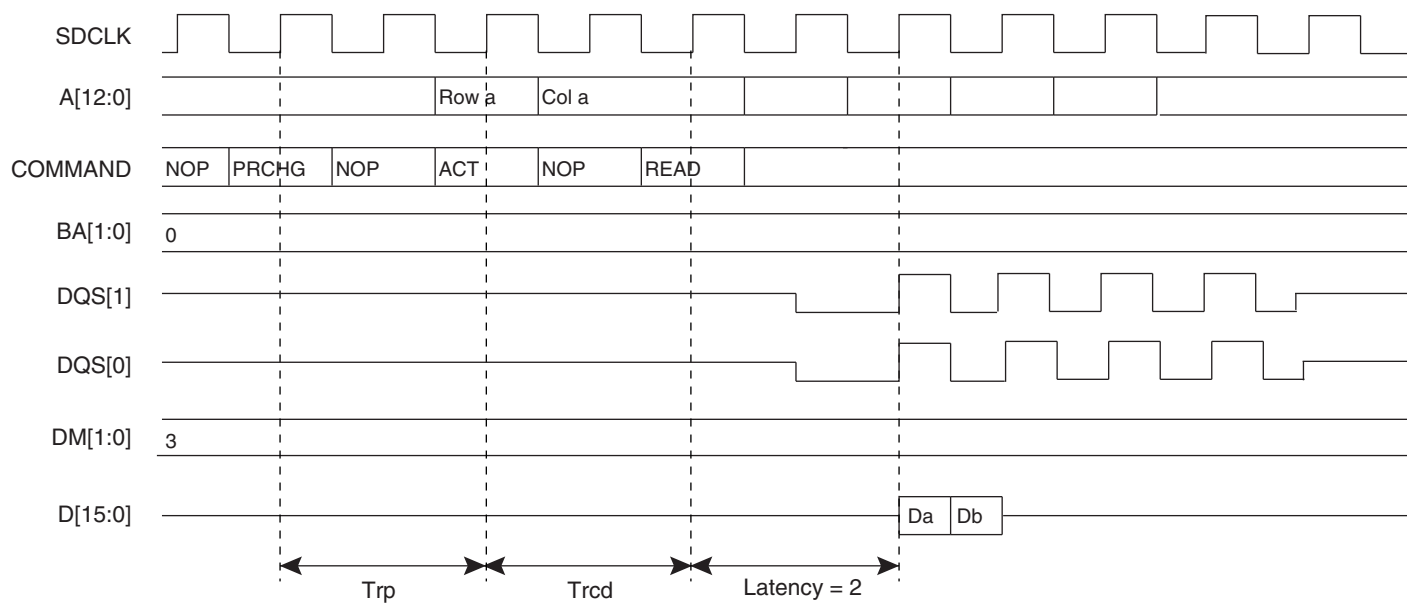 SDCLK
A[12:0] Row a Col a
COMMAND NOP PRCHG NOP ACT NOP READ
BA[1:0] 0
DQS[1]
DQS[0]
DM[1:0] 3
D[15:0] Da Db
Trp Trcd Latency = 2